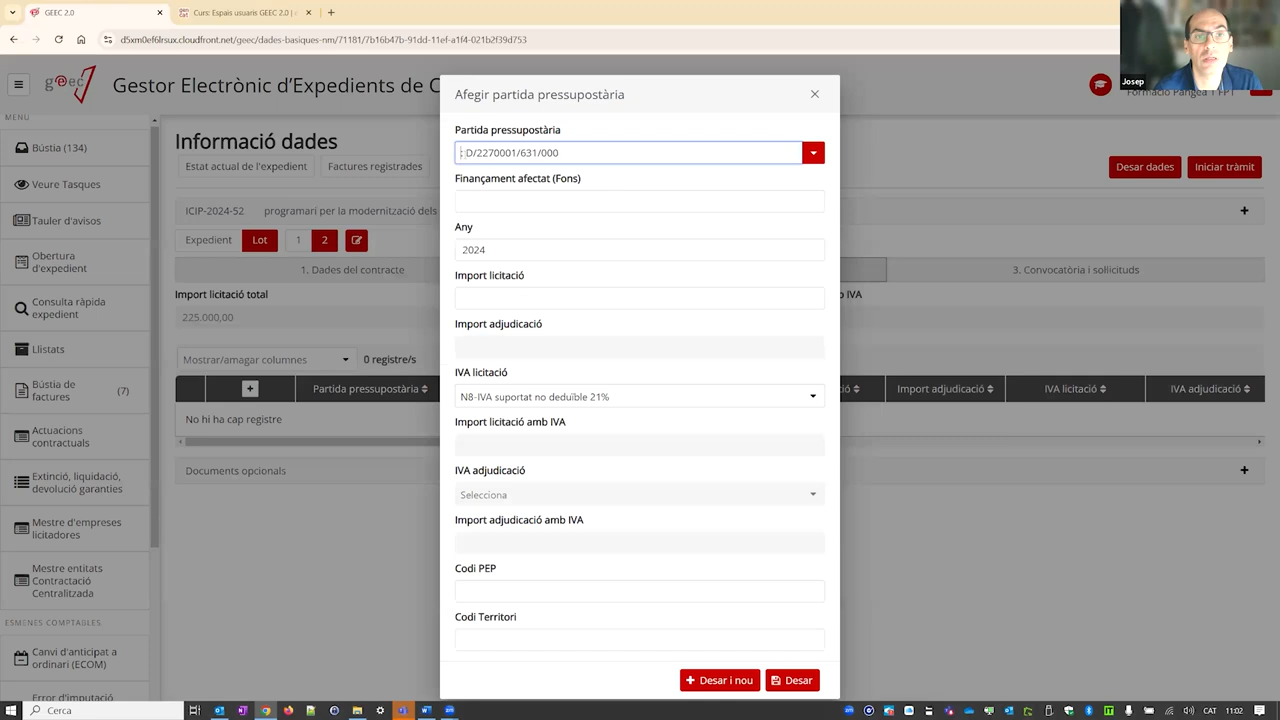 GEEC 2.0
Curs: Espais usuaris GEEC 2.0 | c
d5xm0ef6lrsux.cloudfront.net/geec/dades-basiques-nm/71181/7b16b47b-91dd-11ef-a1f4-021b2f39d753
Josep
geec
Gestor Electrònic d'Expedients de C
Formació Pangea 1 FP1
MENÚ
Bústia (134)
Veure Tasques
Tauler d'avisos
Obertura
d'expedient
Consulta ràpida
expedient
Llistats
Bústia de
factures
(7)
Actuacions
contractuals
Extinció, liquidació,
devolució garanties
Mestre d'empreses
licitadores
Mestre entitats
Contractació
Centralitzada
ESMENES COMPTABLES
Canvi d'anticipat a
ordinari (ECOM)
Error d'imputació
Informació dades
Estat actual de l'expedient
Factures registrades
Desar dades
Iniciar tràmit
ICIP-2024-52 programari per la modernització dels
Expedient Lot 1 2
1. Dades del contracte
3. Convocatòria i sol·licituds
Import licitació total
225.000,00
b IVA
Mostrar/amagar columnes
0 registre/s
Partida pressupostària
ió
Import adjudicació
IVA licitació
IVA adjudicació
No hi ha cap registre
Documents opcionals
Afegir partida pressupostària
Partida pressupostària
D/2270001/631/000
Finançament afectat (Fons)
Any
2024
Import licitació
Import adjudicació
IVA licitació
N8-IVA suportat no deduïble 21%
Import licitació amb IVA
IVA adjudicació
Selecciona
Import adjudicació amb IVA
Codi PEP
Codi Territori
Desar i nou
Desar
Cerca
CAT
11:02